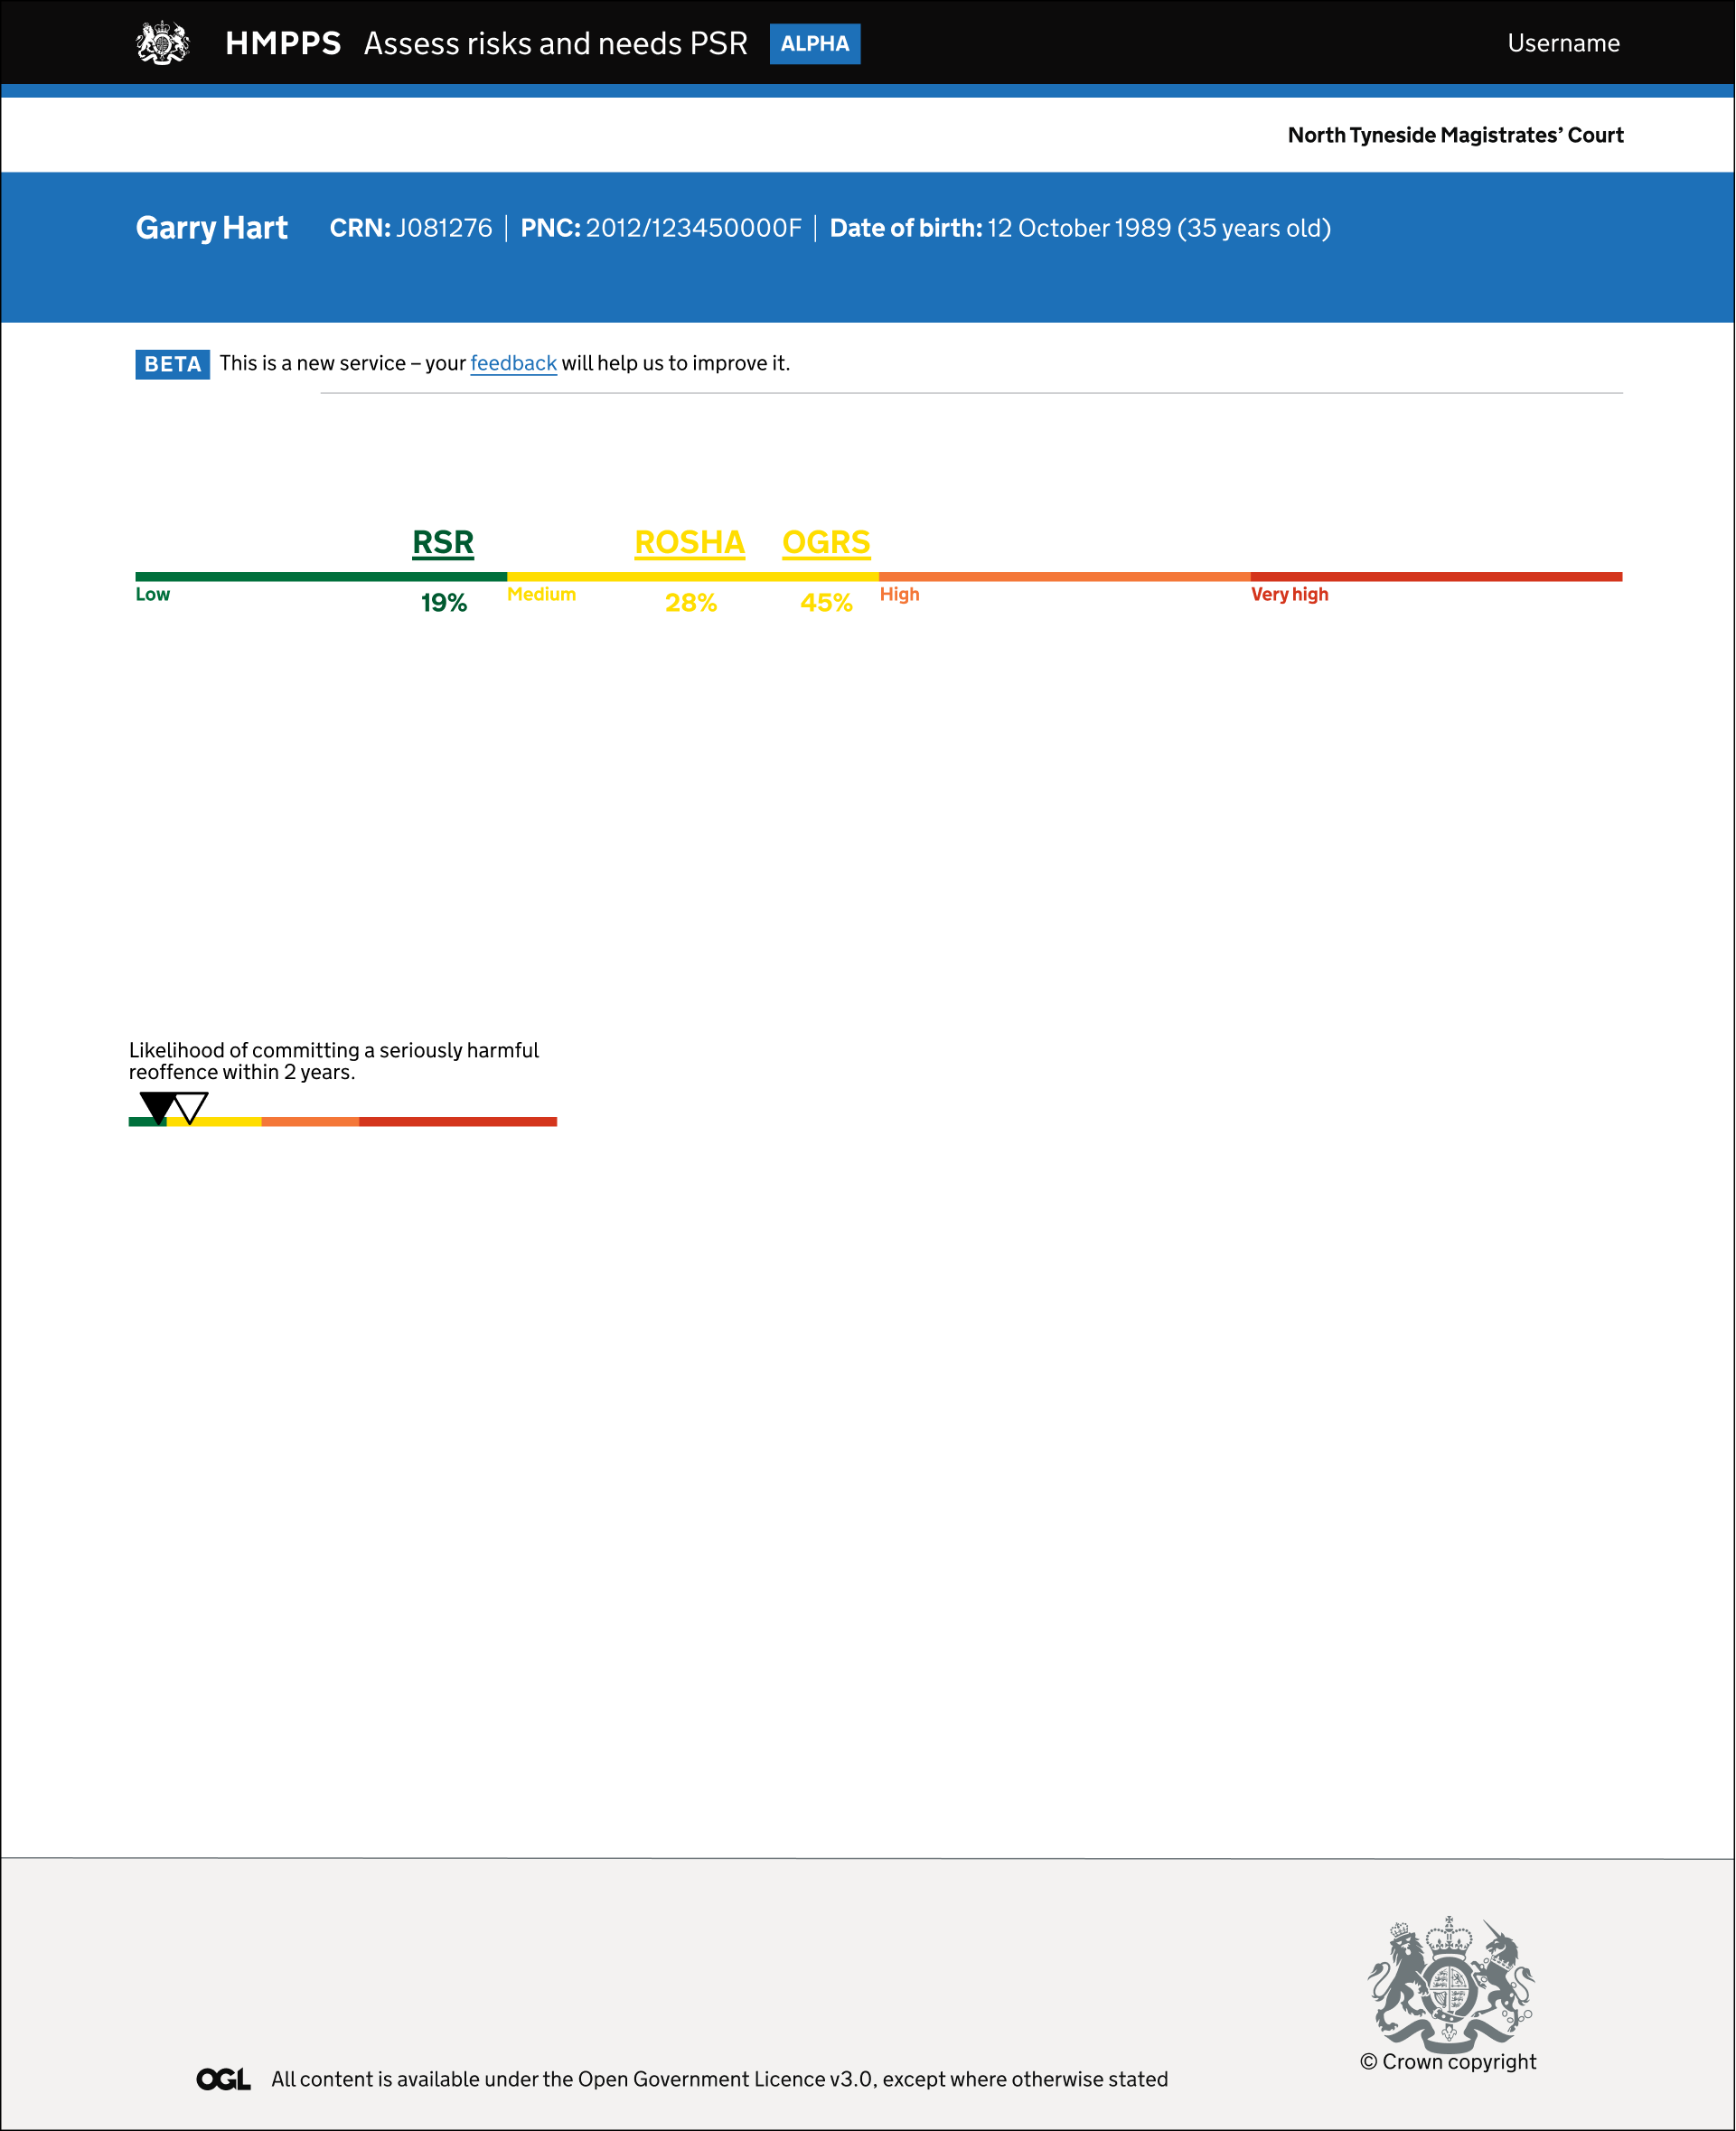 HMPPS Assess risks and needs PSR ALPHA Username
North Tyneside Magistrates’ Court
Garry Hart CRN: J081276 PNC: 2012/123450000F Date of birth: 12 October 1989 (35 years old)
BETA This is a new service – your feedback will help us to improve it.
RSR ROSHA OGRS
Low 19% Medium 28% 45% High Very high
Likelihood of committing a seriously harmful
reoffence within 2 years.
© Crown copyright
OGL All content is available under the Open Government Licence v3.0, except where otherwise stated